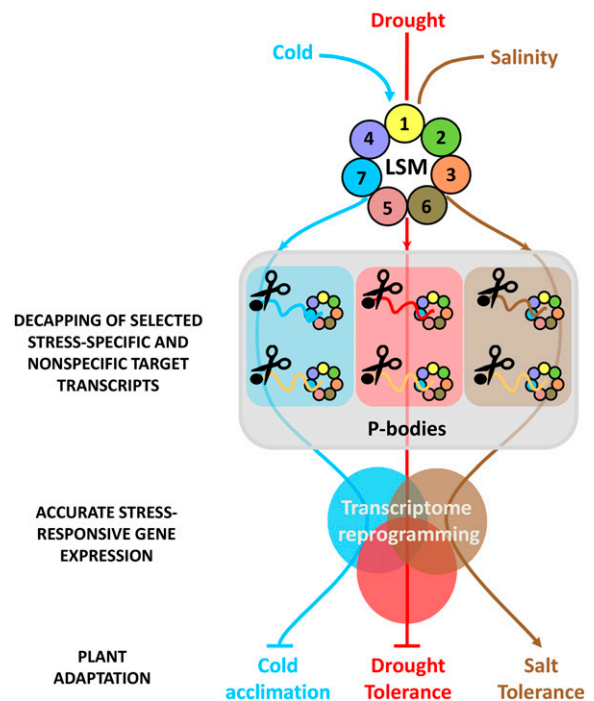 Drought
Cold
Salinity
1
4
2
LSM
7
3
5
6
DECAPPING OF SELECTED
STRESS-SPECIFIC AND
NONSPECIFIC TARGET
TRANSCRIPTS
P-bodies
ACCURATE STRESS-
RESPONSIVE GENE
EXPRESSION
Transcriptome
reprogramming
PLANT
ADAPTATION
Cold
acclimation
Drought
Tolerance
Salt
Tolerance